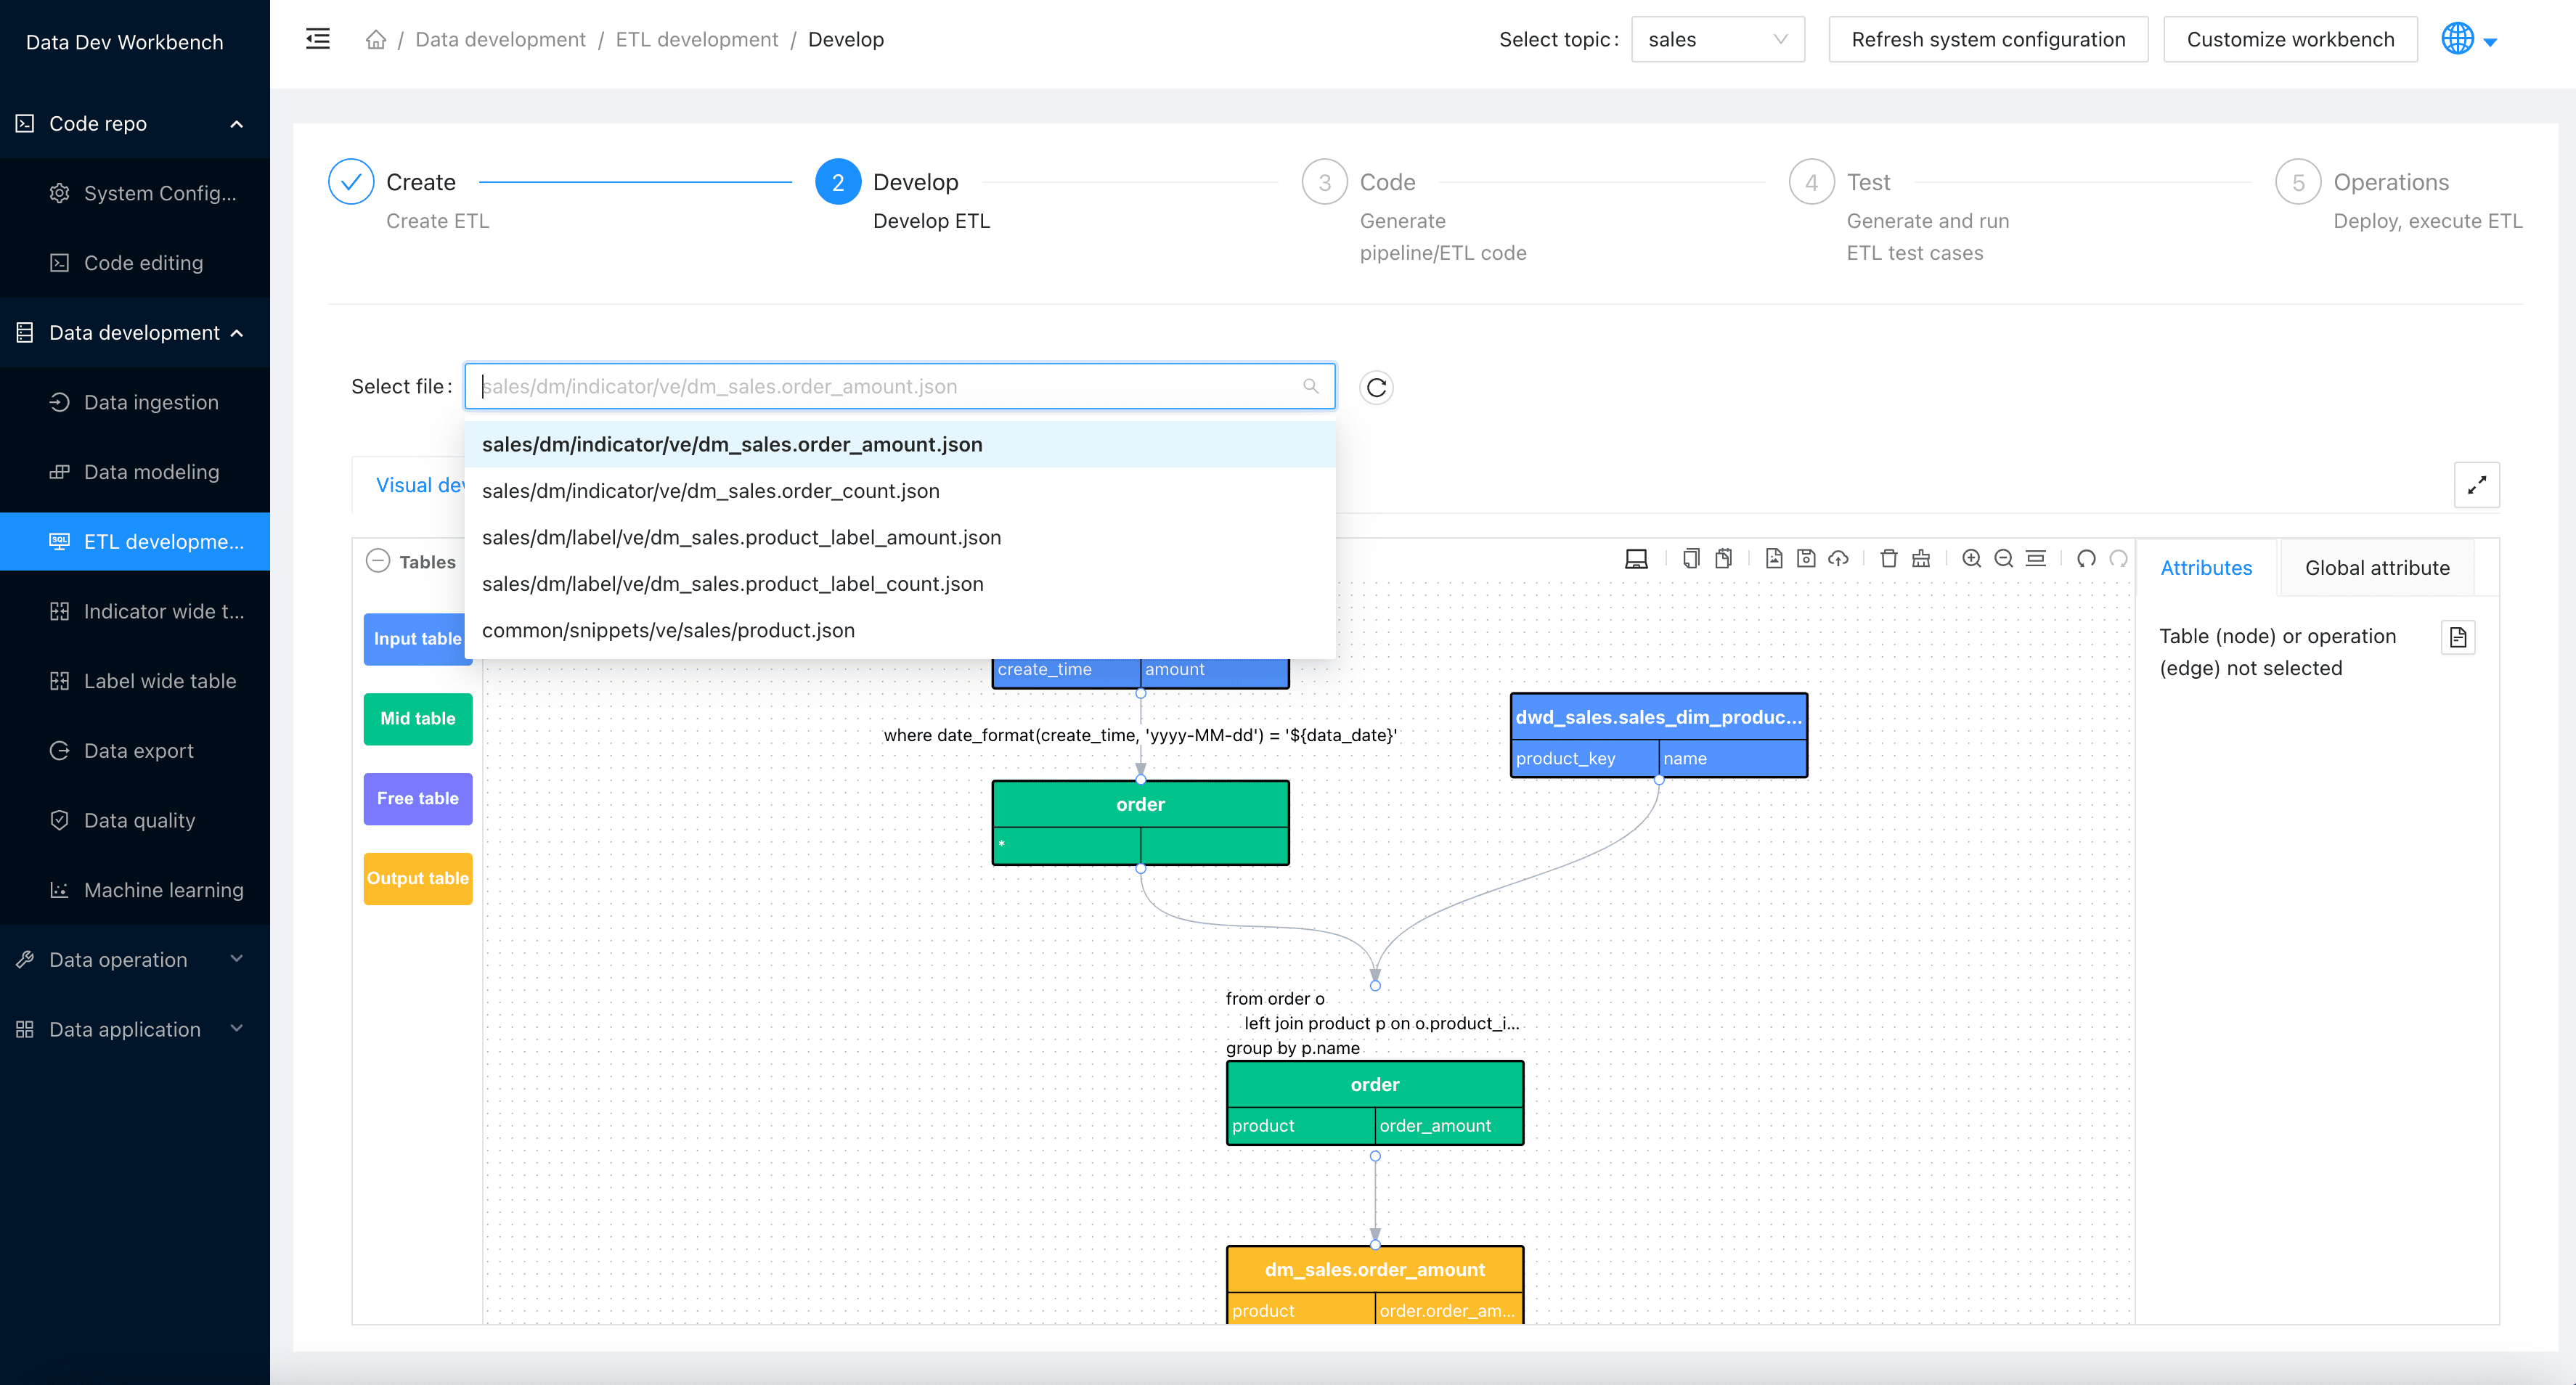 Data Dev Workbench
/ Data development / ETL development / Develop
Select topic: sales
Refresh system configuration
Customize workbench
Code repo
System Config...
Code editing
Data development
Data ingestion
Data modeling
SQL
ETL developme...
Indicator wide t...
Label wide table
Data export
Data quality
Machine learning
Data operation
Data application
Create
Create ETL
2
Develop
Develop ETL
3
Code
Generate
pipeline/ETL code
4
Test
Generate and run
ETL test cases
5
Operations
Deploy, execute ETL
Select file: sales/dm/indicator/ve/dm_sales.order_amount.json
sales/dm/indicator/ve/dm_sales.order_amount.json
sales/dm/indicator/ve/dm_sales.order_count.json
sales/dm/label/ve/dm_sales.product_label_amount.json
sales/dm/label/ve/dm_sales.product_label_count.json
common/snippets/ve/sales/product.json
Visual dev
Tables
Input table
Mid table
Free table
Output table
create_time amount
where date_format(create_time, 'yyyy-MM-dd') = '${data_date}'
order
*
dwd_sales.sales_dim_produc...
product_key name
from order o
left join product p on o.product_i...
group by p.name
order
product order_amount
dm_sales.order_amount
product order.order_am...
Attributes
Global attribute
Table (node) or operation
(edge) not selected